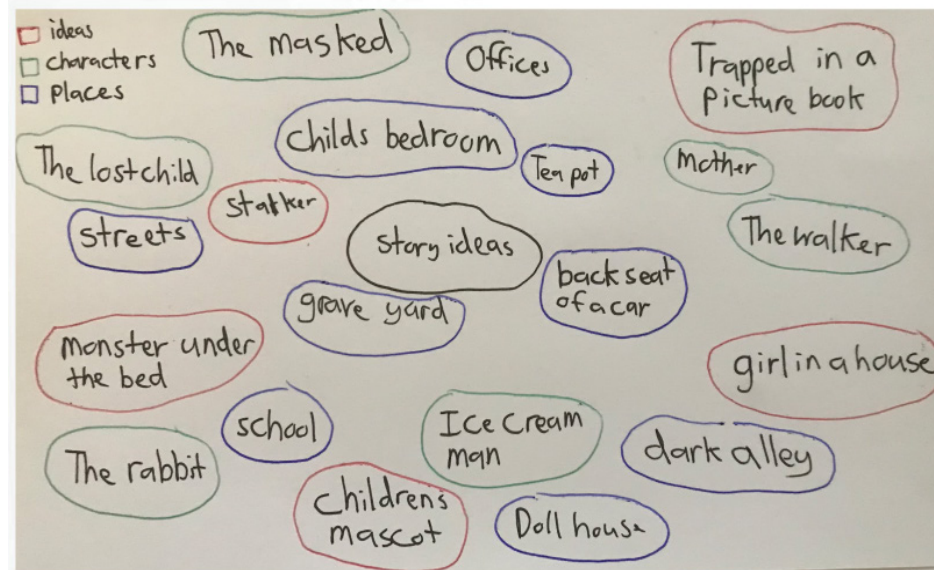 ideas
characters
places
The masked
Offices
Trapped in a
picture book
Childs bedroom
Tea pot
mother
The lost child
stalker
streets
story ideas
The walker
back seat
of a car
grave yard
monster under
the bed
girl in a house
school
Ice Cream
man
dark alley
The rabbit
childrens
mascot
Doll house